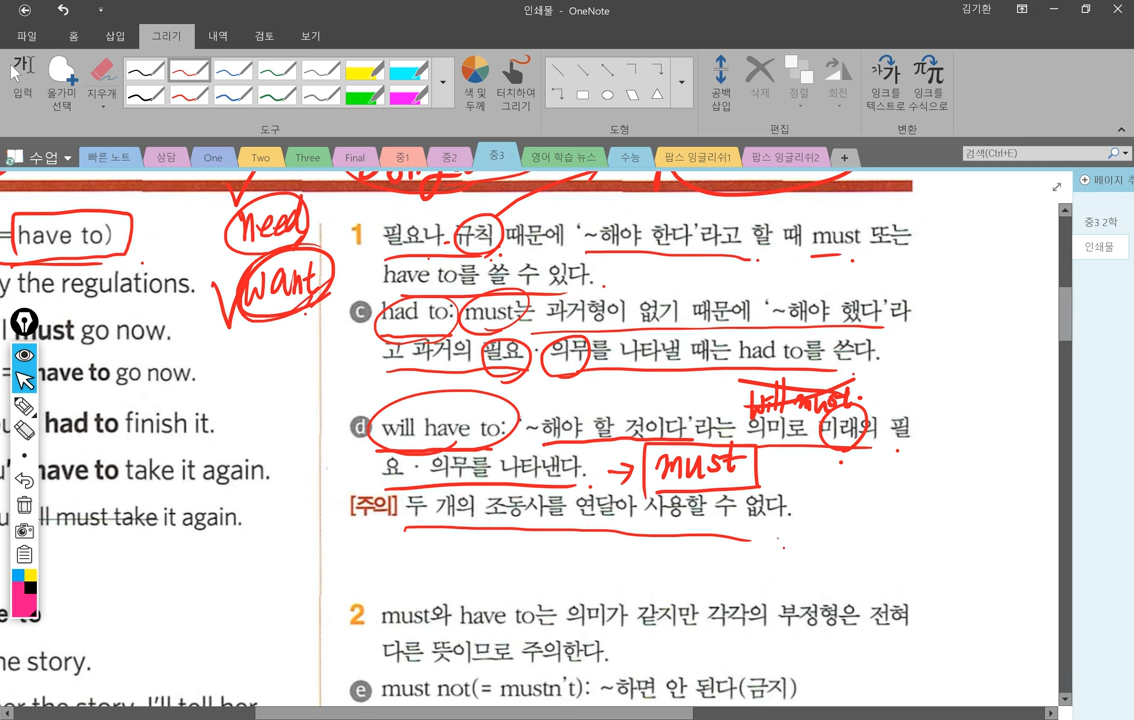 인쇄물 - OneNote
김기환
파일 홈 삽입 그리기 내역 검토 보기
입력 올가미 선택 지우개 색 및 두께 터치하여 그리기 공백 삽입 삭제 정렬 회전 잉크를 텍스트로 잉크를 수식으로
도구 도형 편집 변환
수업 빠른 노트 상담 One Two Three Final 중1 중2 중3 영어 학습 뉴스 수능 팝스 잉글리쉬1 팝스 잉글리쉬2 +
검색(Ctrl+E)
페이지 추
중3 2학
인쇄물
= have to)
y the regulations.
must go now.
= have to go now.
had to finish it.
have to take it again.
ll must take it again.
he story.
need
want
1 필요나 규칙 때문에 '~해야 한다'라고 할 때 must 또는
have to를 쓸 수 있다.
c had to: must는 과거형이 없기 때문에 '~해야 했다'라
고 과거의 필요 · 의무를 나타낼 때는 had to를 쓴다.
will must
d will have to: '~해야 할 것이다'라는 의미로 미래의 필
요 · 의무를 나타낸다. → must
[주의] 두 개의 조동사를 연달아 사용할 수 없다.
2 must와 have to는 의미가 같지만 각각의 부정형은 전혀
다른 뜻이므로 주의한다.
e must not(= mustn't): ~하면 안 된다(금지)